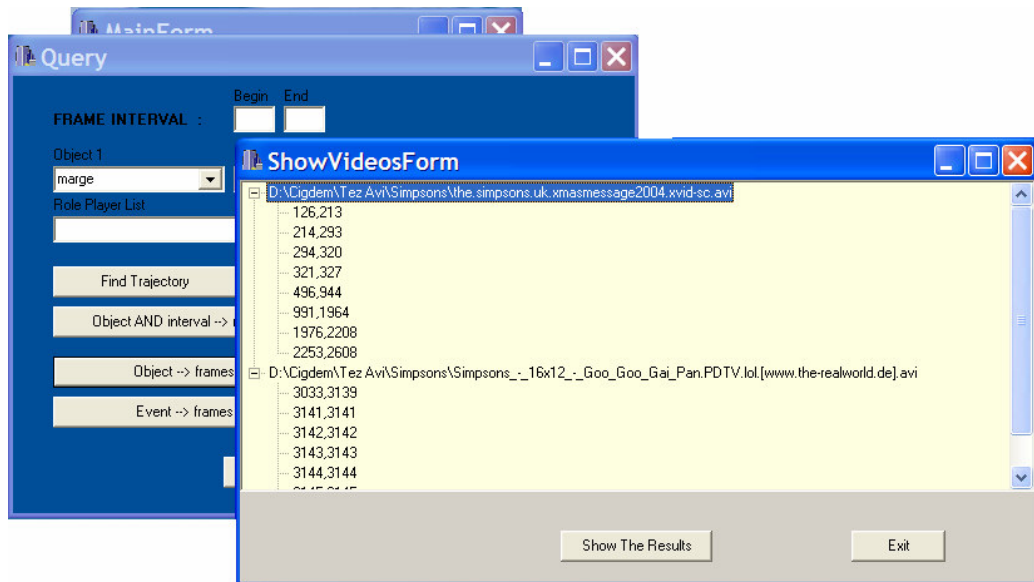 MainForm
Query
Begin End
FRAME INTERVAL :
Object 1
marge
Role Player List
Find Trajectory
Object AND interval -->
Object --> frames
Event --> frames
ShowVideosForm
D:\Cigdem\Tez Avi\Simpsons\the.simpsons.uk.xmasmessage2004.xvid-sc.avi
126,213
214,293
294,320
321,327
496,944
991,1964
1976,2208
2253,2608
D:\Cigdem\Tez Avi\Simpsons\Simpsons_-_16x12_-_Goo_Goo_Gai_Pan.PDTV.lol.[www.the-realworld.de].avi
3033,3139
3141,3141
3142,3142
3143,3143
3144,3144
Show The Results
Exit